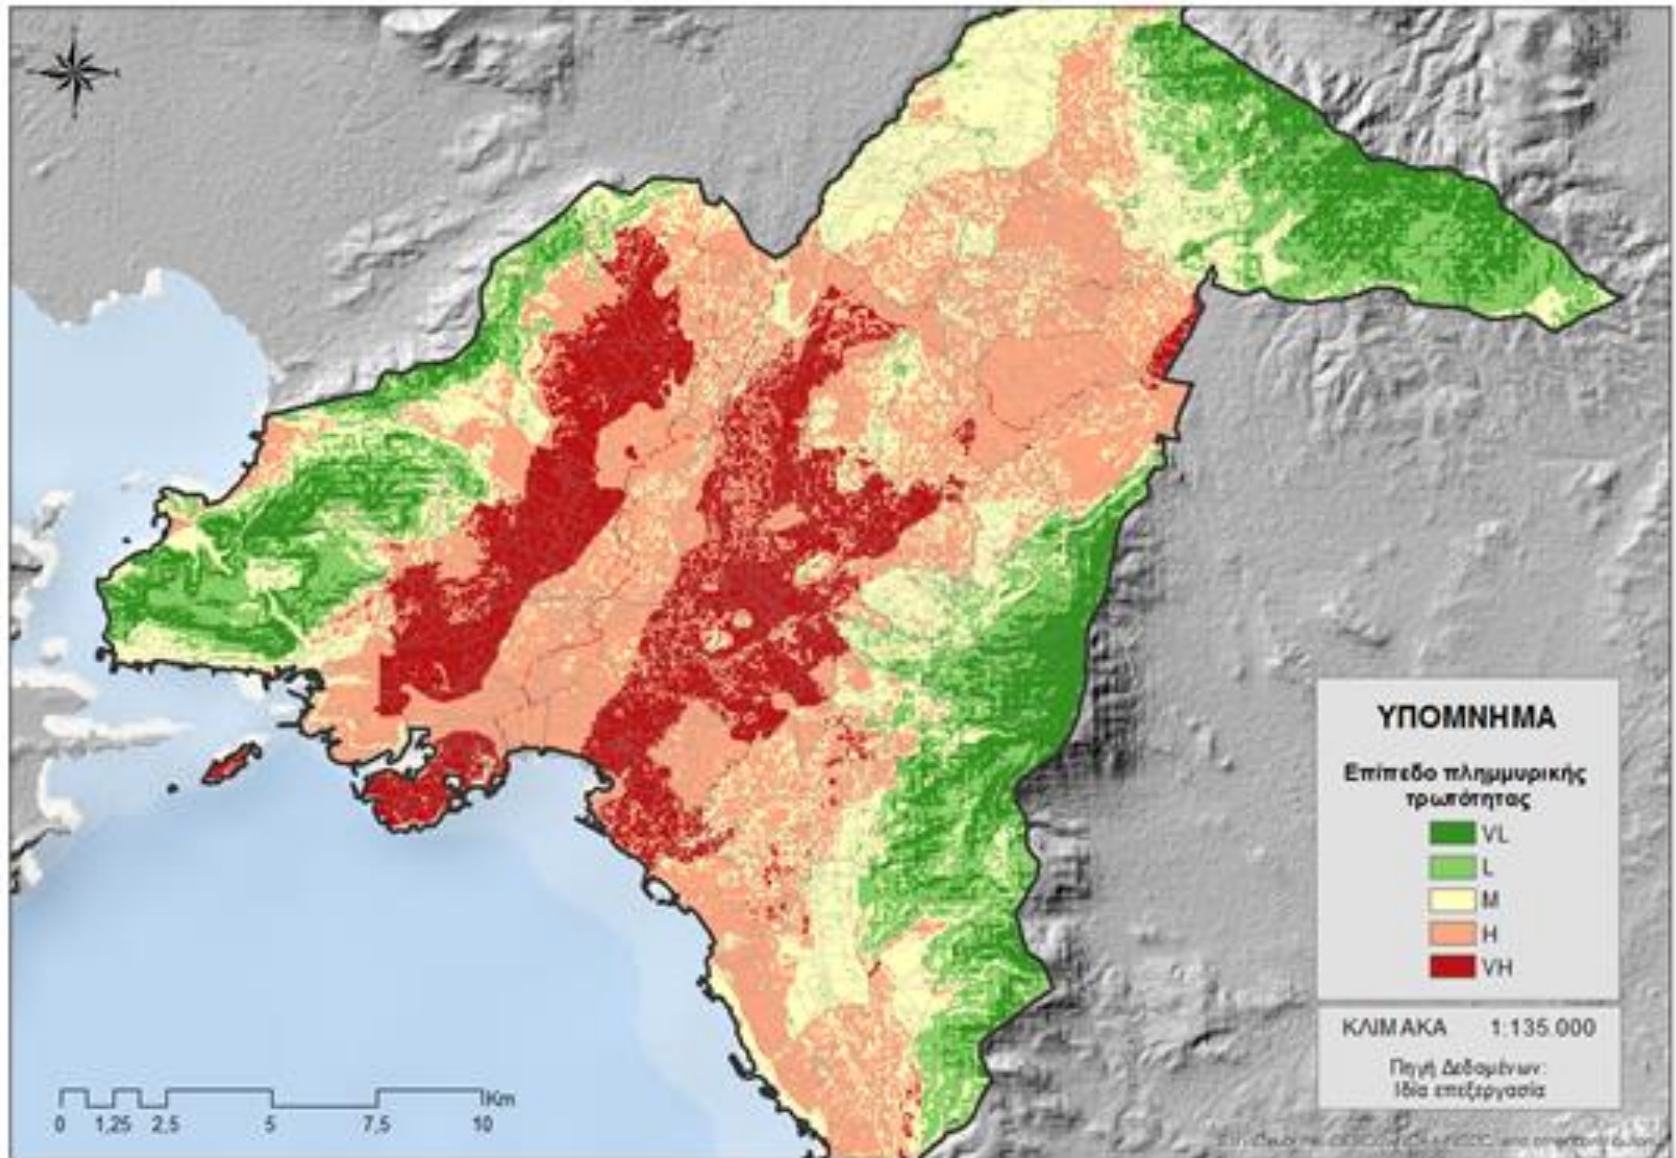 ΥΠΟΜΝΗΜΑ
Επίπεδο πλημμυρικής
τρωτότητας
VL
L
M
H
VH
ΚΛΙΜΑΚΑ 1:135.000
Πηγή Δεδομένων:
Ιδία επεξεργασία
Km
0 1,25 2,5 5 7,5 10